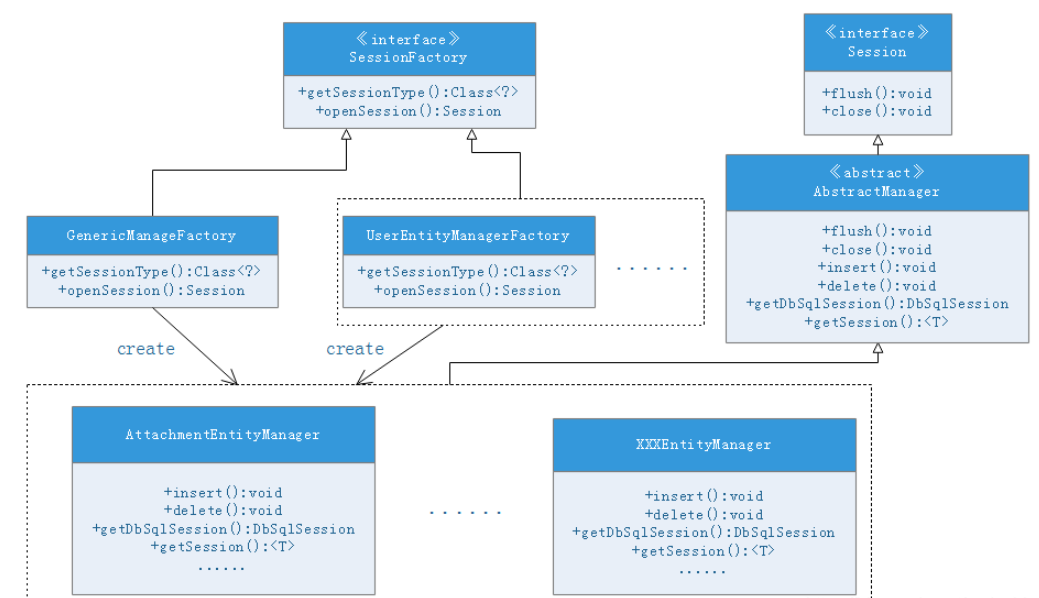 《interface》
SessionFactory
+getSessionType():Class<?>
+openSession():Session
《interface》
Session
+flush():void
+close():void
《abstract》
AbstractManager
+flush():void
+close():void
+insert():void
+delete():void
+getDbSqlSession():DbSqlSession
+getSession():<T>
GenericManageFactory
+getSessionType():Class<?>
+openSession():Session
UserEntityManagerFactory
+getSessionType():Class<?>
+openSession():Session
······
create
create
AttachmentEntityManager
+insert():void
+delete():void
+getDbSqlSession():DbSqlSession
+getSession():<T>
······
······
XXXEntityManager
+insert():void
+delete():void
+getDbSqlSession():DbSqlSession
+getSession():<T>
······